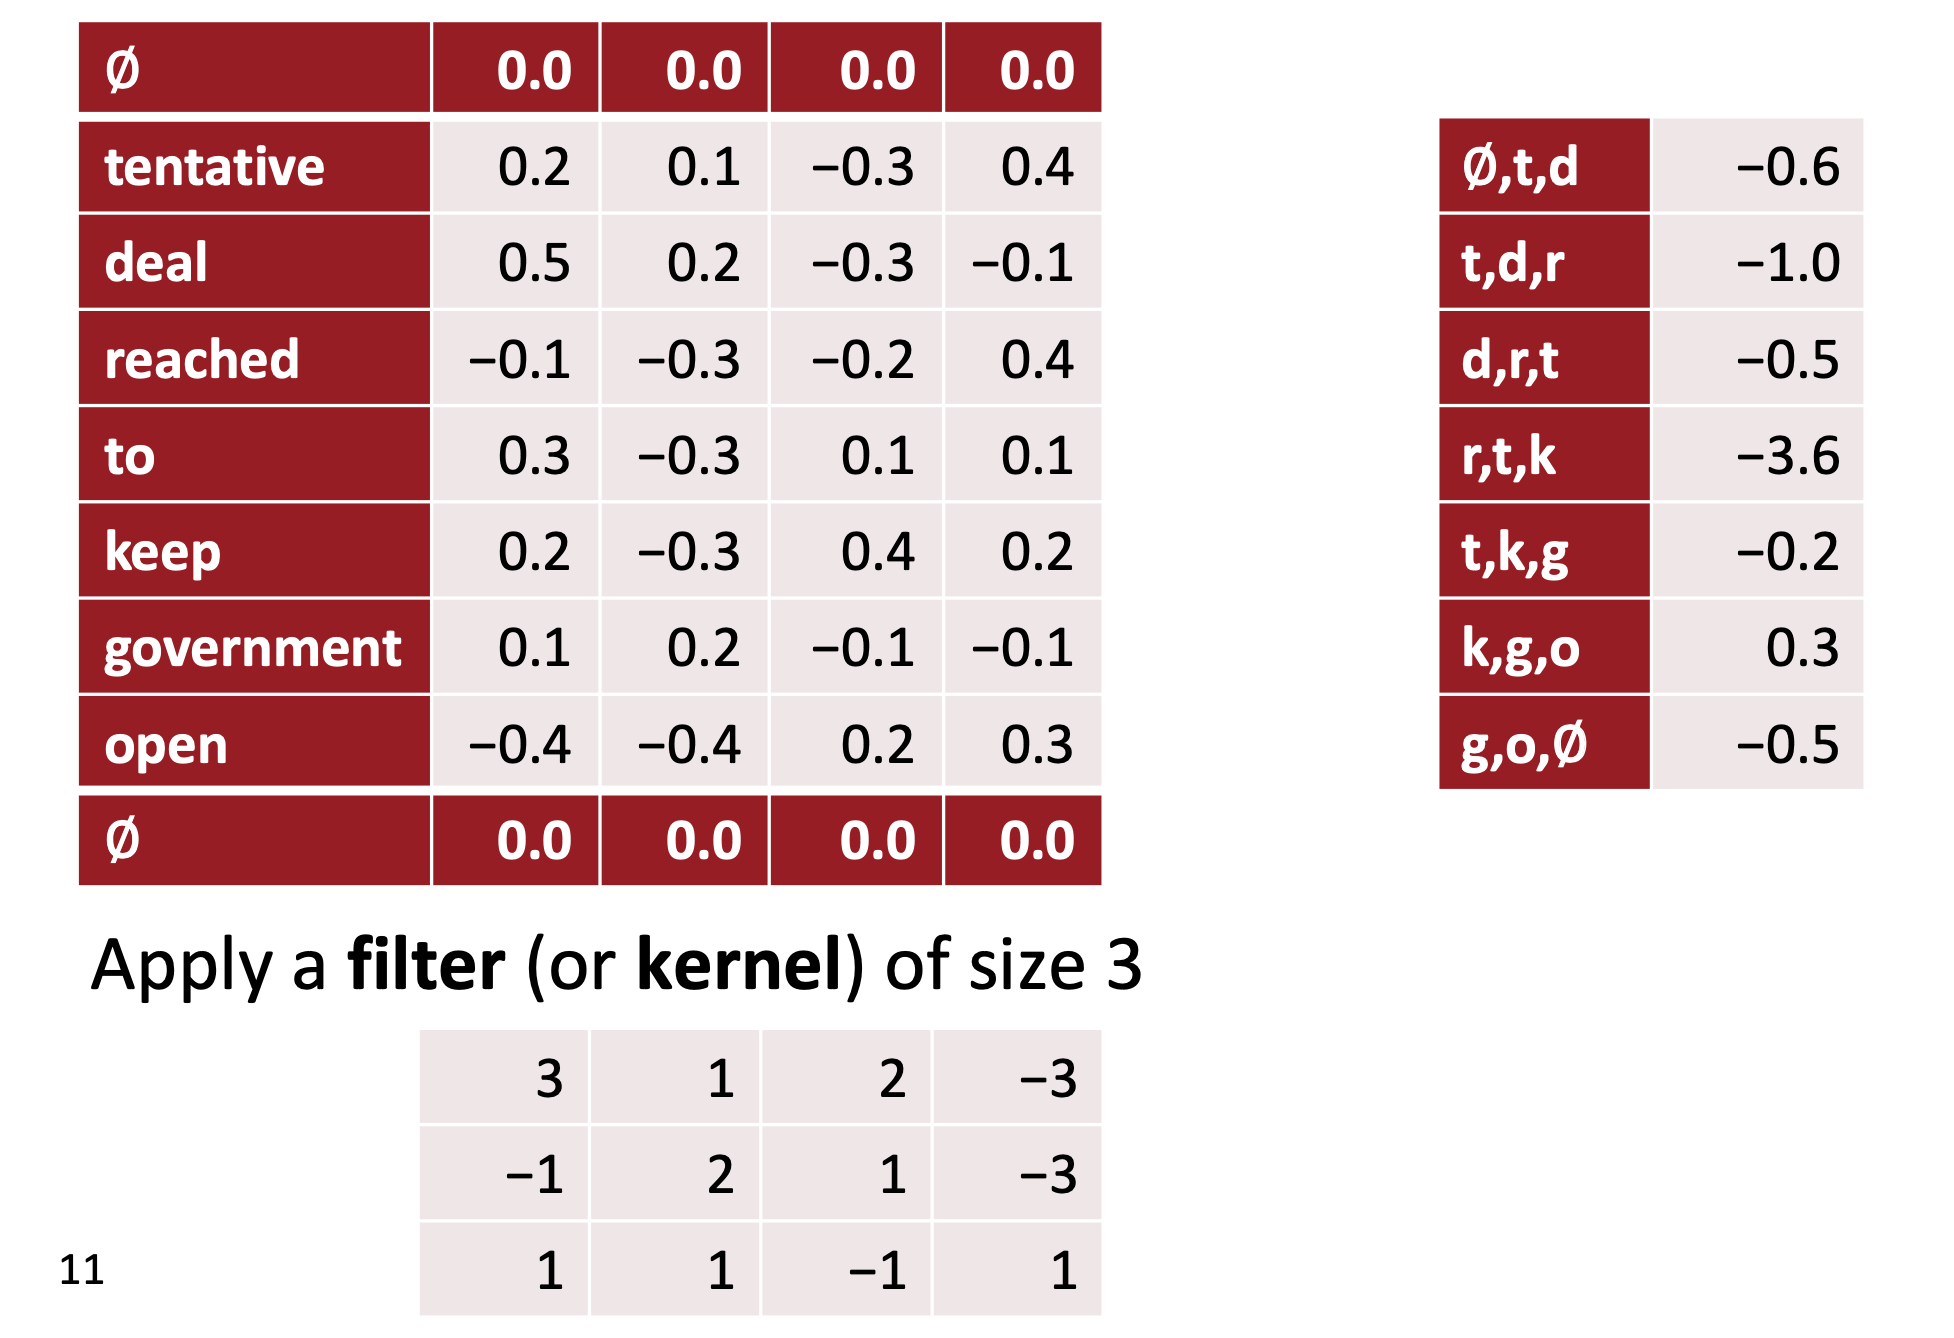 Ø 0.0 0.0 0.0 0.0
tentative 0.2 0.1 −0.3 0.4
deal 0.5 0.2 −0.3 −0.1
reached −0.1 −0.3 −0.2 0.4
to 0.3 −0.3 0.1 0.1
keep 0.2 −0.3 0.4 0.2
government 0.1 0.2 −0.1 −0.1
open −0.4 −0.4 0.2 0.3
Ø 0.0 0.0 0.0 0.0
Ø,t,d −0.6
t,d,r −1.0
d,r,t −0.5
r,t,k −3.6
t,k,g −0.2
k,g,o 0.3
g,o,Ø −0.5
Apply a filter (or kernel) of size 3
3 1 2 −3
−1 2 1 −3
1 1 −1 1
11